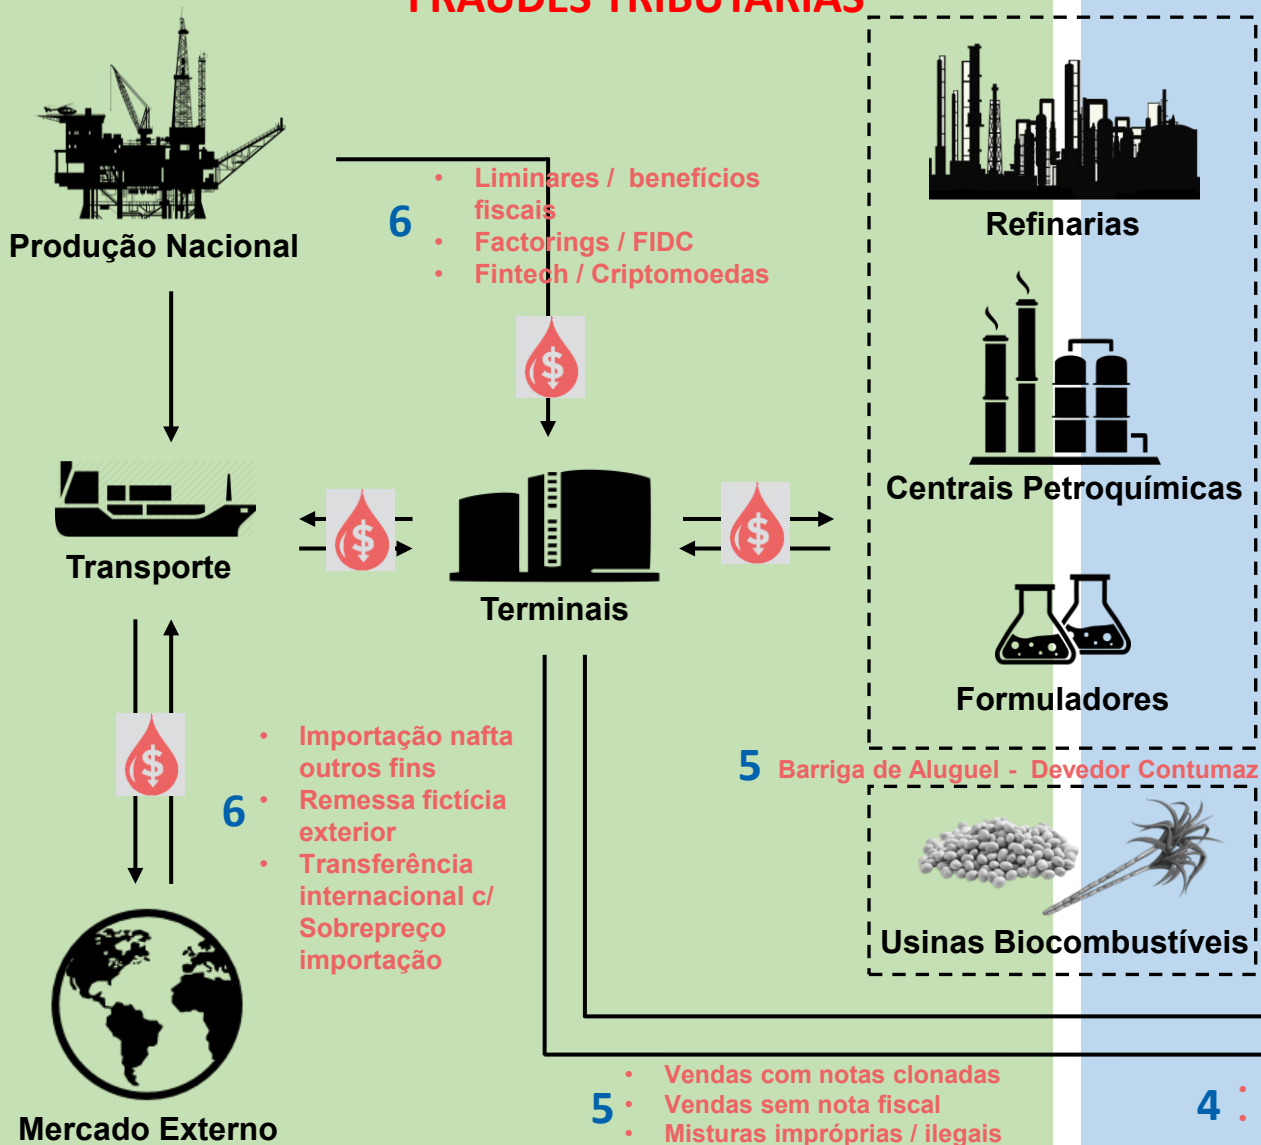 FRAUDES TRIBUTÁRIAS
Produção Nacional
6
• Liminares / benefícios
fiscais
• Factorings / FIDC
• Fintech / Criptomoedas
Refinarias
Centrais Petroquímicas
Formuladores
Transporte
Terminais
$
$
$
$
5 Barriga de Aluguel - Devedor Contumaz
Usinas Biocombustíveis
6
• Importação nafta
outros fins
• Remessa fictícia
exterior
• Transferência
internacional c/
Sobrepreço
importação
Mercado Externo
5
• Vendas com notas clonadas
• Vendas sem nota fiscal
• Misturas impróprias / ilegais
4
•
•